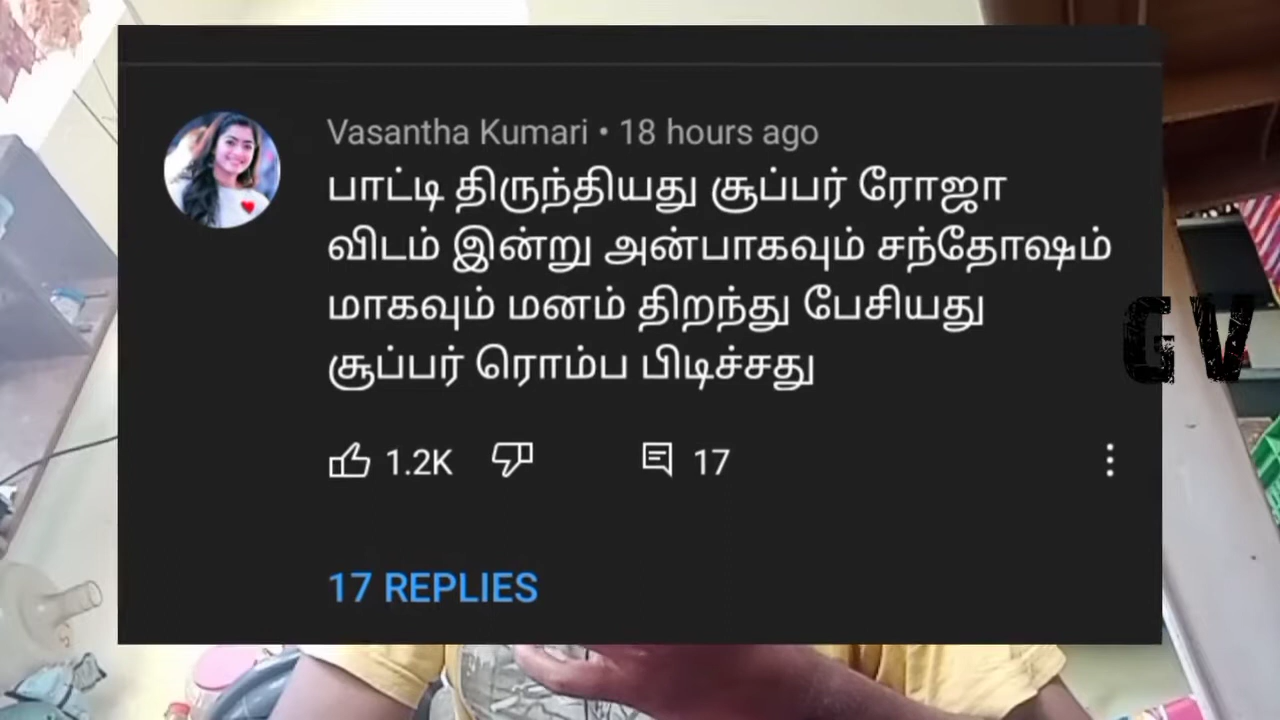 Vasantha Kumari • 18 hours ago
பாட்டி திருந்தியது சூப்பர் ரோஜா
விடம் இன்று அன்பாகவும் சந்தோஷம்
மாகவும் மனம் திறந்து பேசியது
சூப்பர் ரொம்ப பிடிச்சது
1.2K 17
17 REPLIES
GV